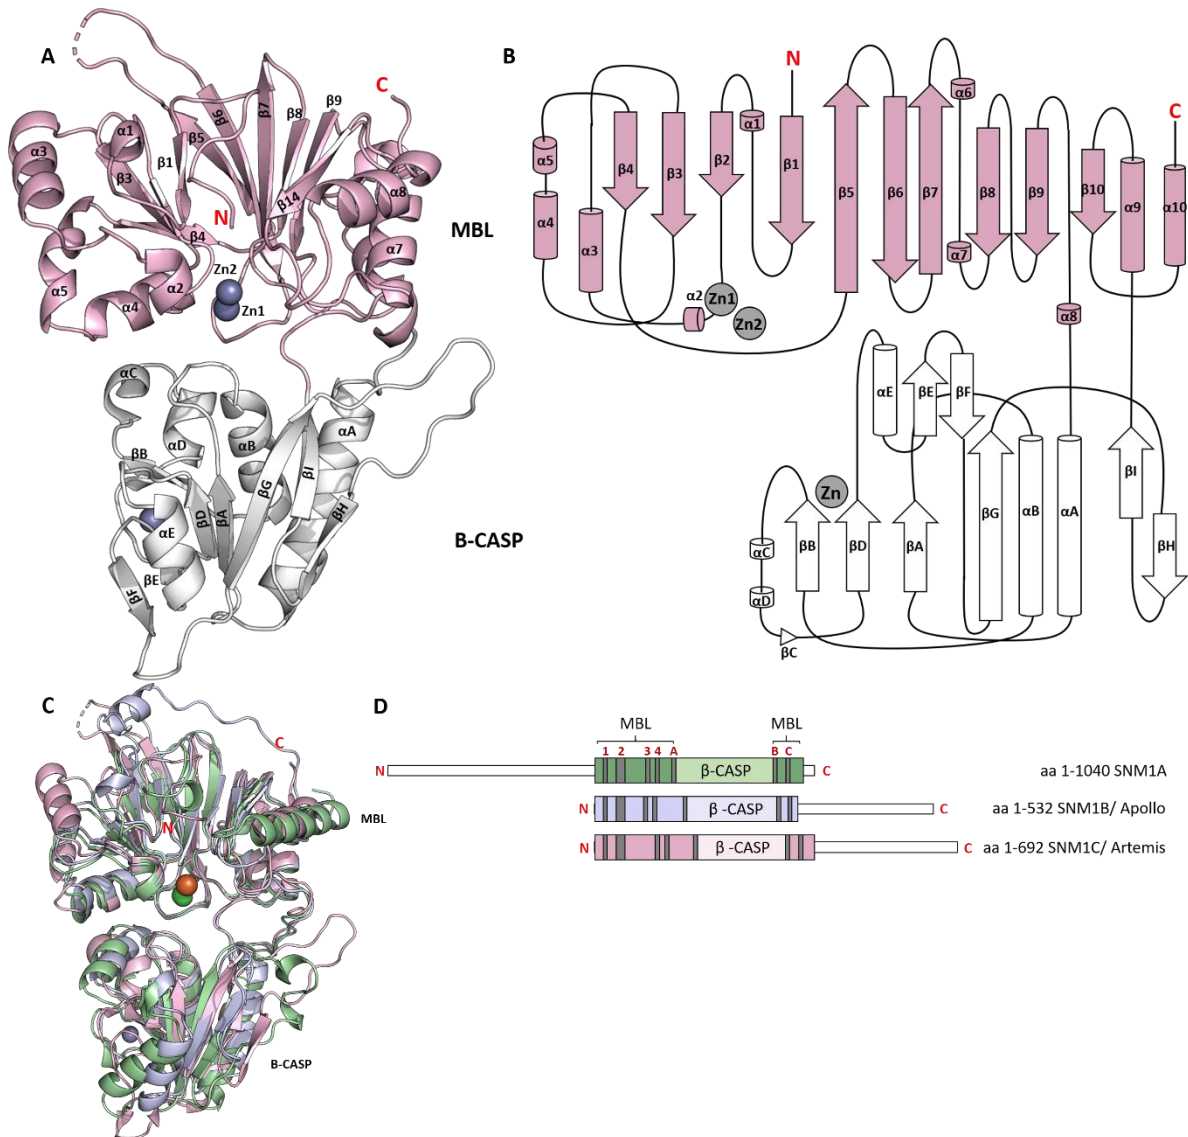 A
α3
α1
β3
β1
β5
β6
β7
β8
β9
C
α8
β14
N
β4
Zn2
Zn1
α7
α5
α4
α2
MBL
αC
αD
αB
αA
βB
βD
βA
βG
βI
βH
αE
βE
βF
B-CASP
B
N
C
α5
α4
α3
β4
β3
β2
α1
β1
β5
β6
β7
α6
β8
β9
β10
α9
α10
α7
α8
α2
Zn1
Zn2
αE
βE
βF
Zn
αC
αD
βB
βD
βA
βG
αB
αA
βI
βH
βC
C
C
N
MBL
B-CASP
D
MBL
MBL
1 2 3 4 A B C
N
β-CASP
C
aa 1-1040 SNM1A
N
β -CASP
C
aa 1-532 SNM1B/ Apollo
N
β -CASP
C
aa 1-692 SNM1C/ Artemis